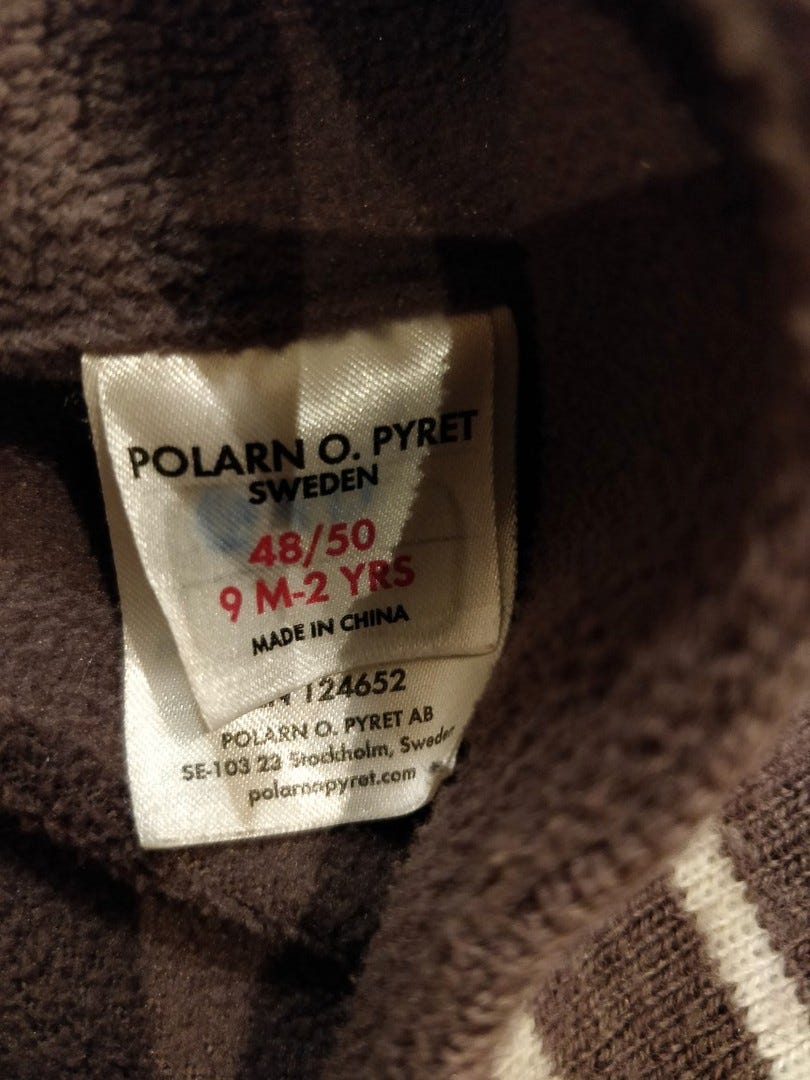 POLARN O. PYRET
SWEDEN
48/50
9 M-2 YRS
MADE IN CHINA
124652
POLARN O. PYRET AB
SE-103 23 Stockholm, Sweden
polarnopyret.com